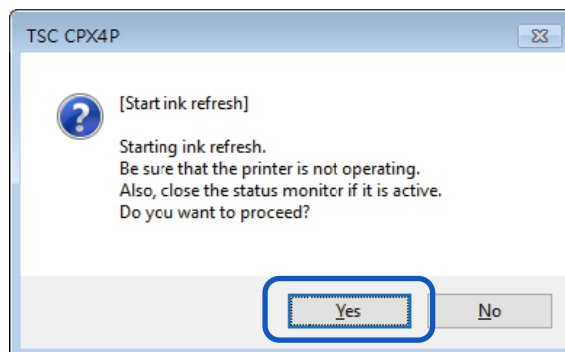 TSC CPX4P
[Start ink refresh]
Starting ink refresh.
Be sure that the printer is not operating.
Also, close the status monitor if it is active.
Do you want to proceed?
Yes
No